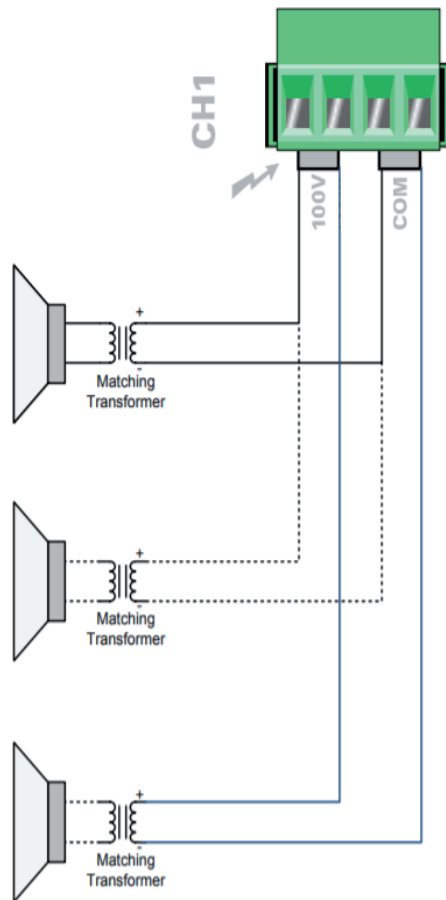 CH1
100V
COM
+
-
Matching
Transformer
+
-
Matching
Transformer
+
-
Matching
Transformer